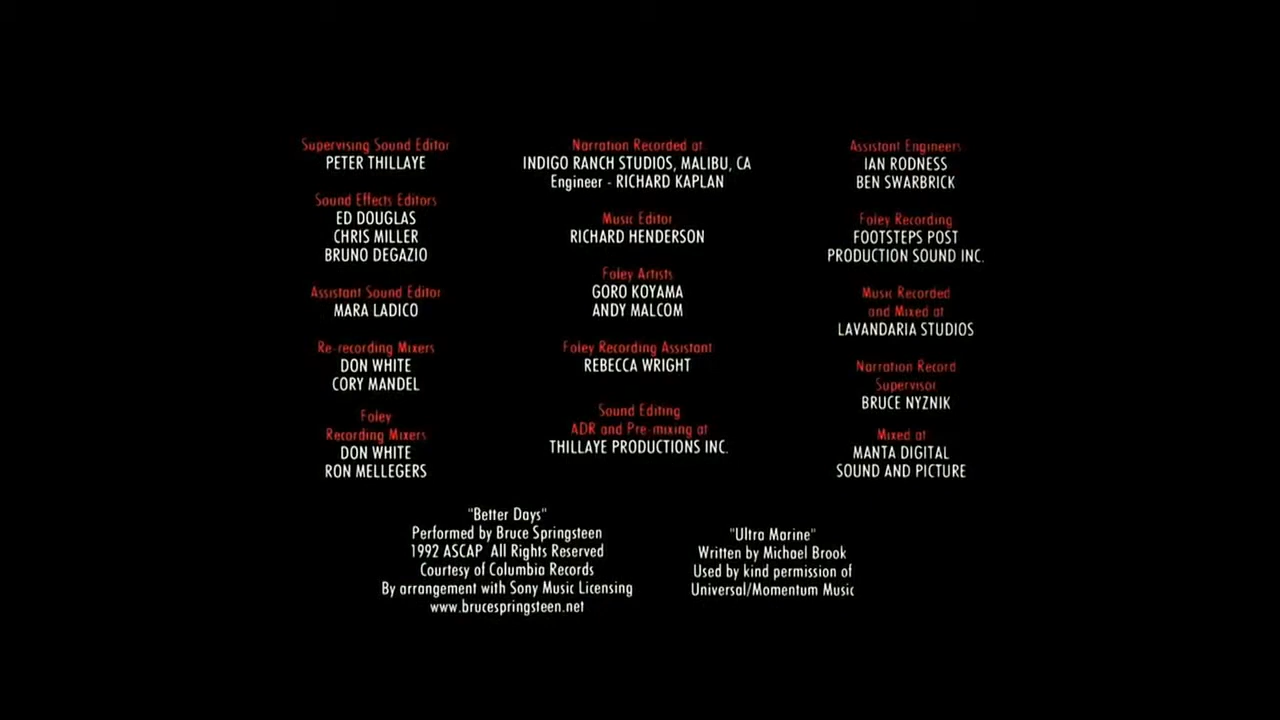 Supervising Sound Editor
PETER THILLAYE
Sound Effects Editors
ED DOUGLAS
CHRIS MILLER
BRUNO DEGAZIO
Assistant Sound Editor
MARA LADICO
Re-recording Mixers
DON WHITE
CORY MANDEL
Foley
Recording Mixers
DON WHITE
RON MELLEGERS
Narration Recorded at
INDIGO RANCH STUDIOS, MALIBU, CA
Engineer - RICHARD KAPLAN
Music Editor
RICHARD HENDERSON
Foley Artists
GORO KOYAMA
ANDY MALCOM
Foley Recording Assistant
REBECCA WRIGHT
Sound Editing
ADR and Pre-mixing at
THILLAYE PRODUCTIONS INC.
Assistant Engineers
IAN RODNESS
BEN SWARBRICK
Foley Recording
FOOTSTEPS POST
PRODUCTION SOUND INC.
Music Recorded
and Mixed at
LAVANDARIA STUDIOS
Narration Record
Supervisor
BRUCE NYZNIK
Mixed at
MANTA DIGITAL
SOUND AND PICTURE
"Better Days"
Performed by Bruce Springsteen
1992 ASCAP All Rights Reserved
Courtesy of Columbia Records
By arrangement with Sony Music Licensing
www.brucespringsteen.net
"Ultra Marine"
Written by Michael Brook
Used by kind permission of
Universal/Momentum Music